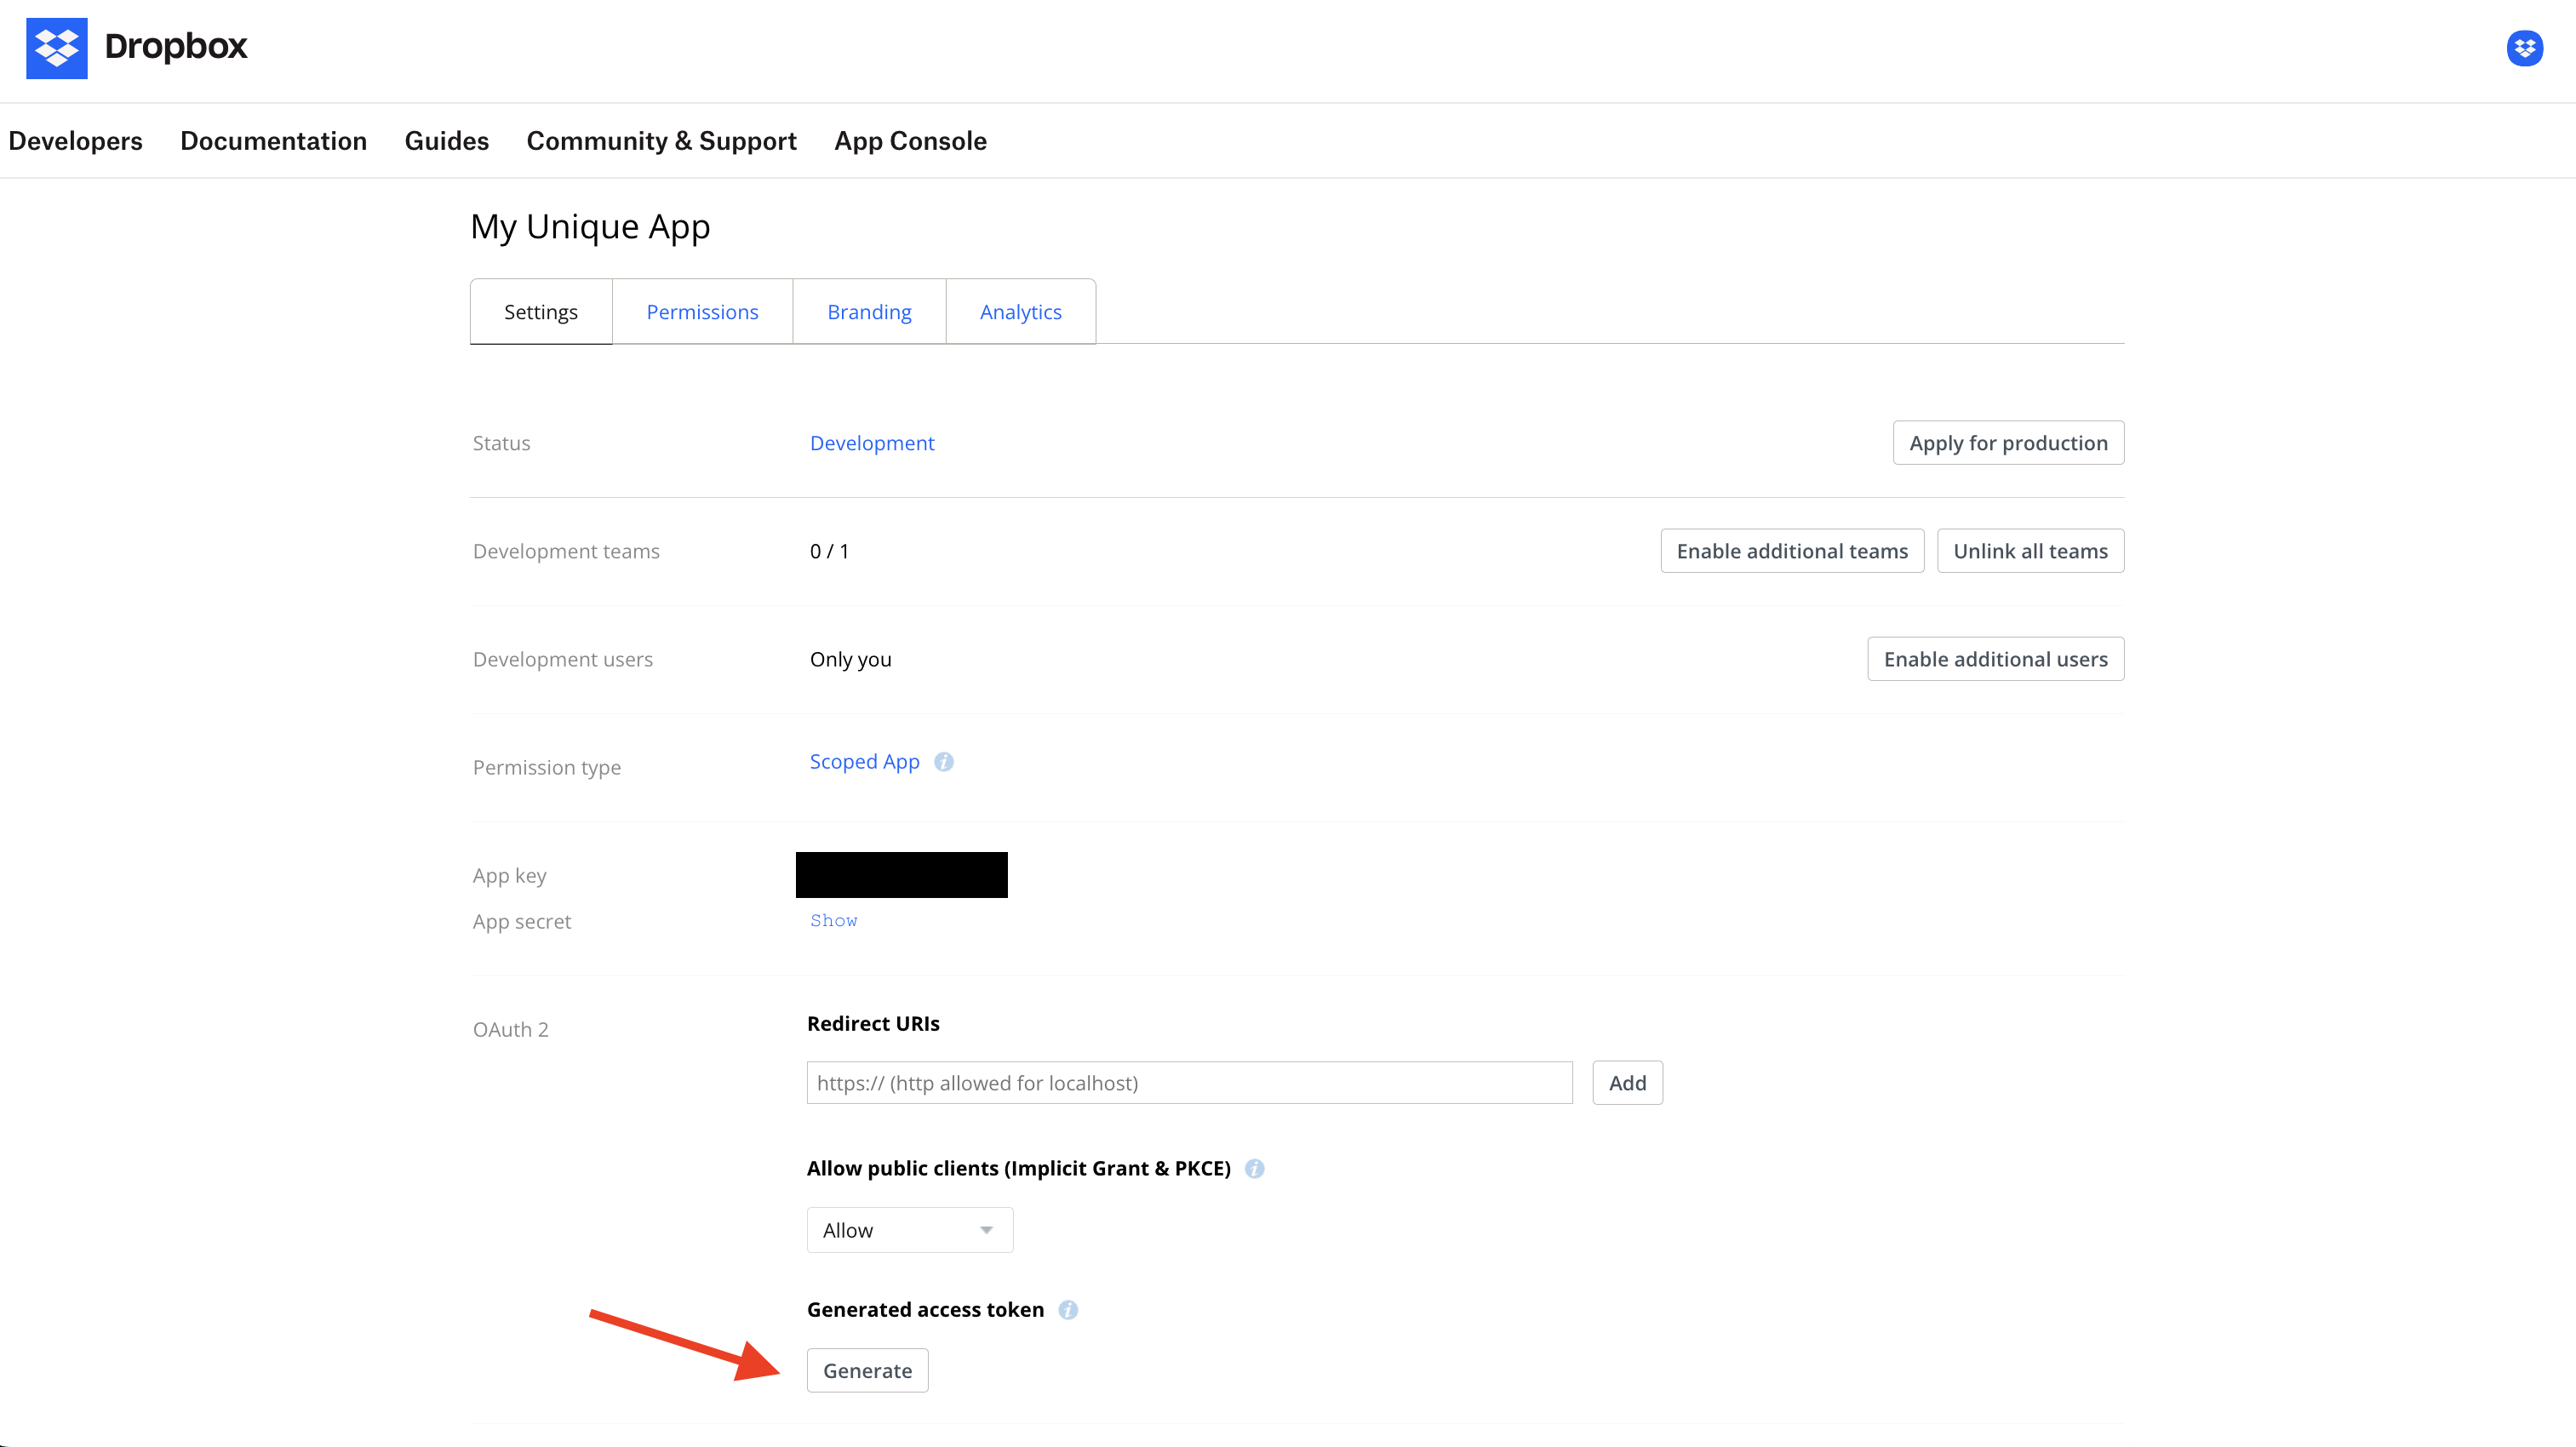 Dropbox
Developers Documentation Guides Community & Support App Console
My Unique App
Settings Permissions Branding Analytics
Status Development Apply for production
Development teams 0 / 1 Enable additional teams Unlink all teams
Development users Only you Enable additional users
Permission type Scoped App i
App key
App secret Show
OAuth 2 Redirect URIs
https:// (http allowed for localhost) Add
Allow public clients (Implicit Grant & PKCE) i
Allow
Generated access token i
Generate